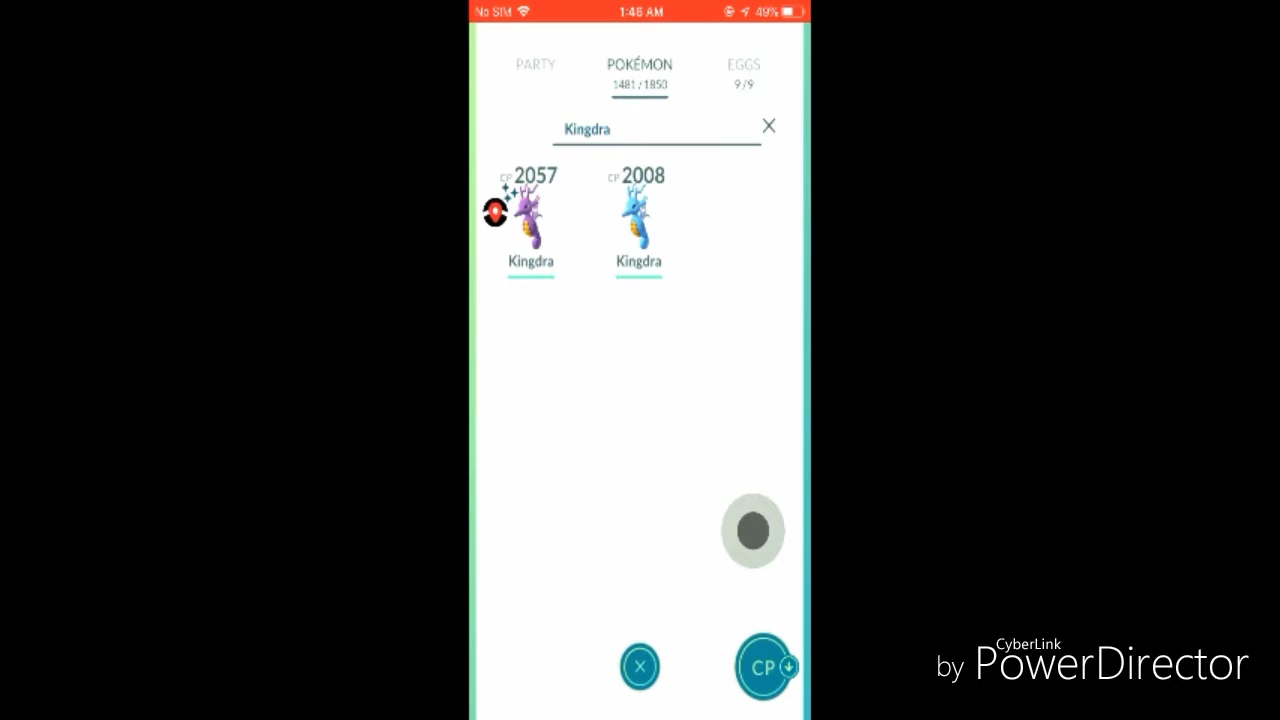 No SIM 1:46 AM 49%
PARTY POKÉMON EGGS
1481 / 1850 9/9
Kingdra
CP 2057 CP 2008
Kingdra Kingdra
CP
CyberLink
by PowerDirector